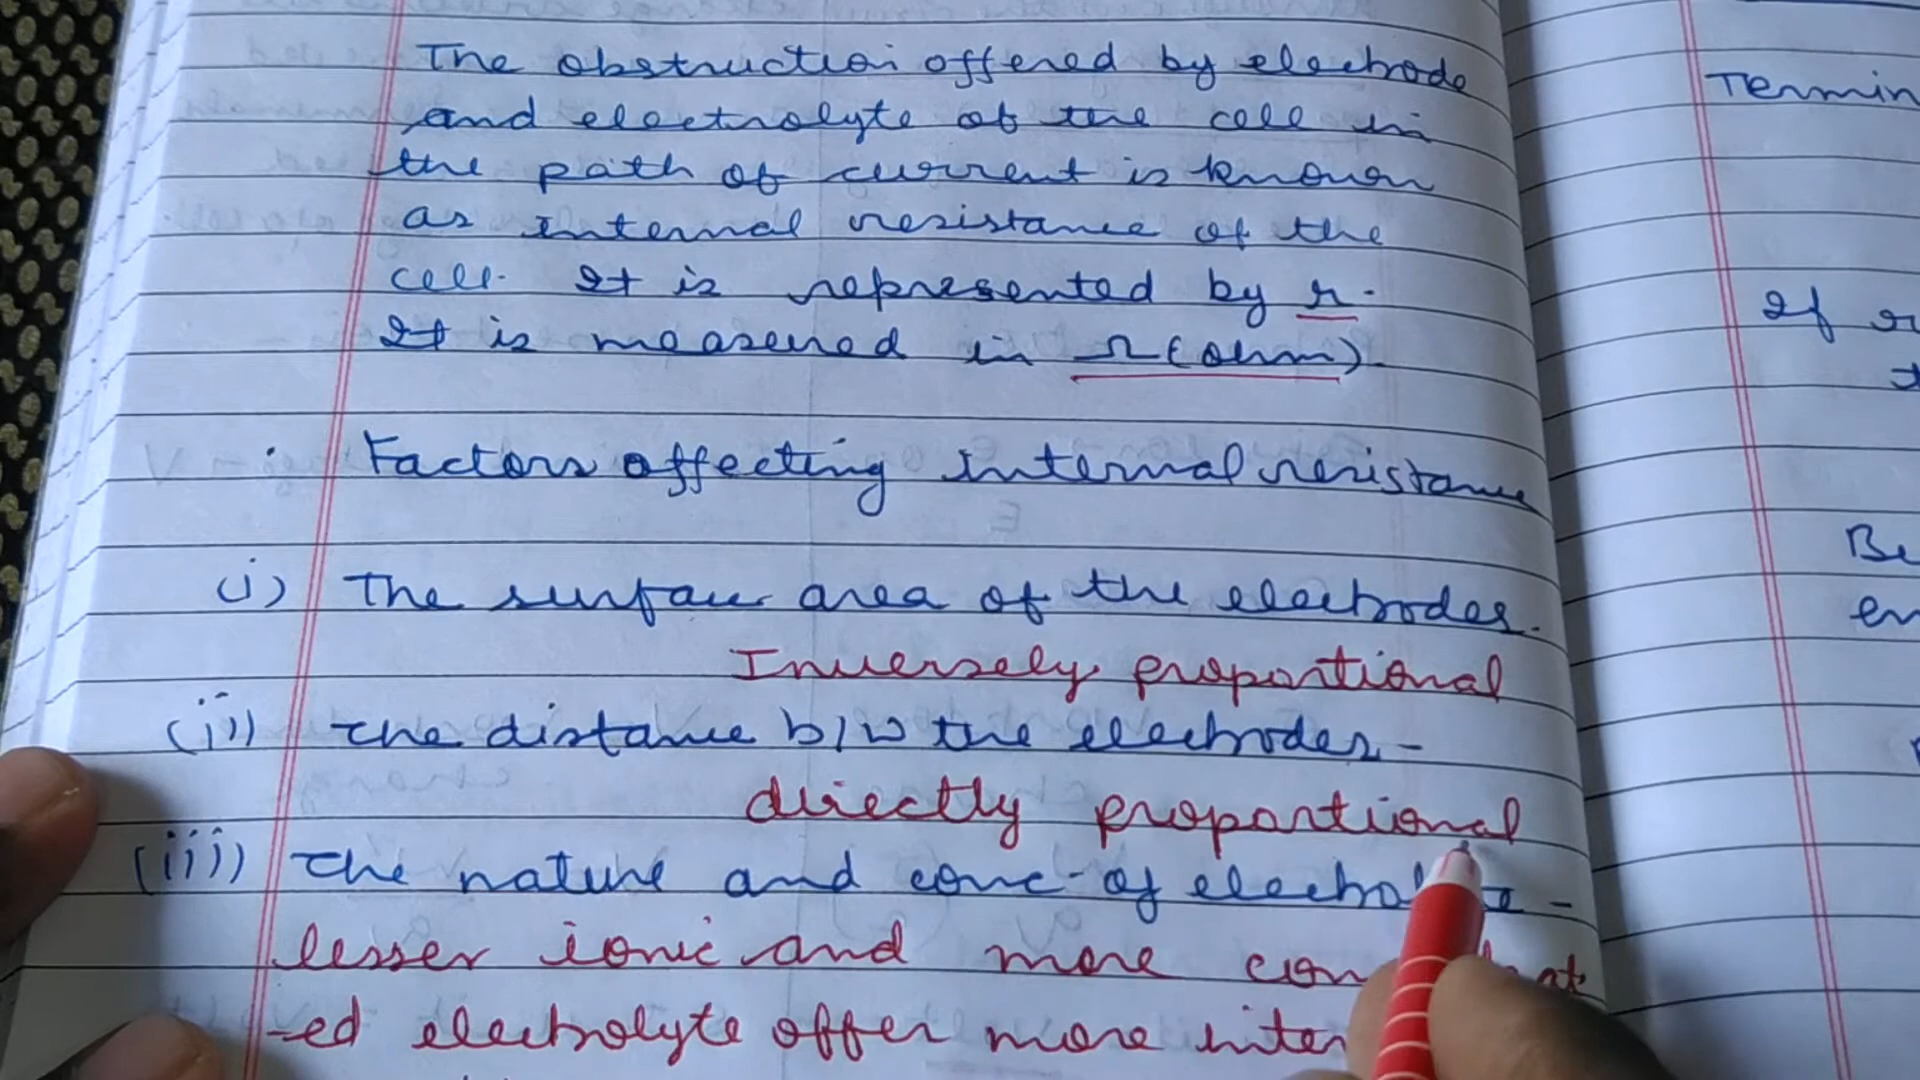 The obstruction offered by electrode
and electrolyte of the cell in
the path of current is known
as internal resistance of the
cell. It is represented by r.
It is measured in Ω (ohm).
Factors affecting internal resistance
(i) The surface area of the electrodes.
Inversely proportional
(ii) The distance b/w the electrodes-
directly proportional
(iii) The nature and conc. of
lesser ionic and more
-ed electrolyte offer more
Termin
If
Be
en